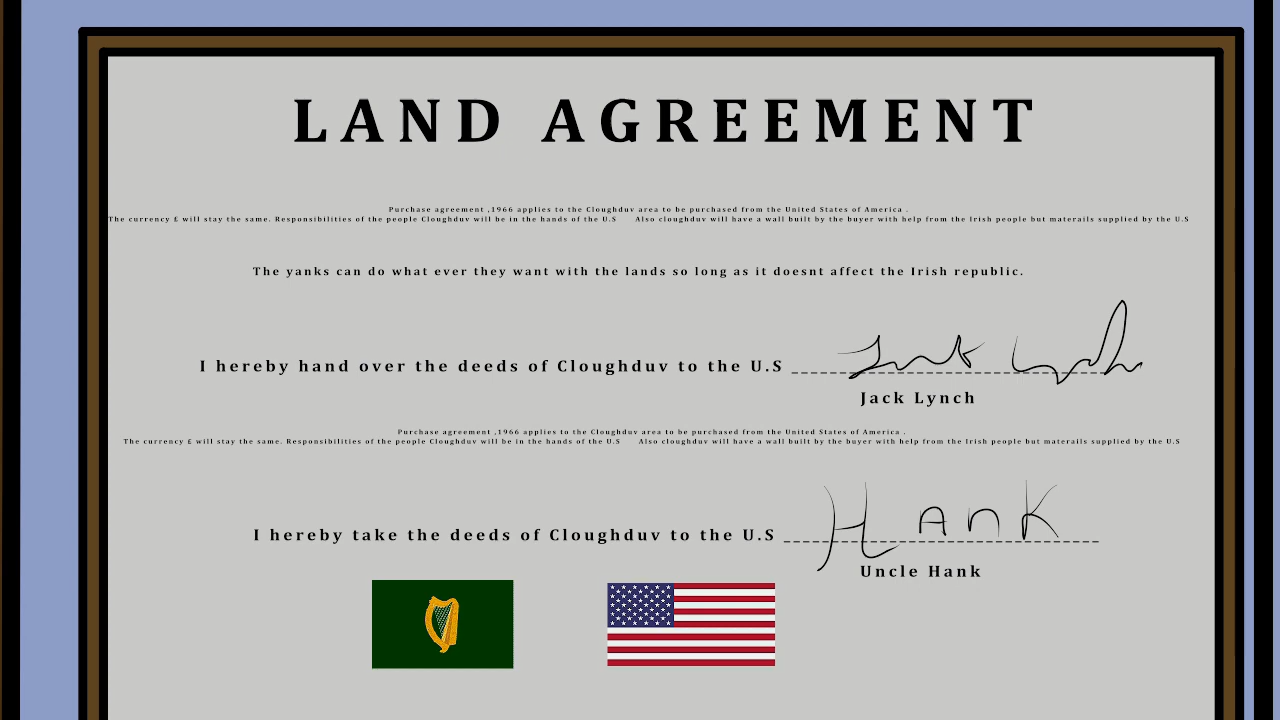 LAND AGREEMENT
Purchase agreement ,1966 applies to the Cloughduv area to be purchased from the United States of America .
The currency £ will stay the same. Responsibilities of the people Cloughduv will be in the hands of the U.S Also cloughduv will have a wall built by the buyer with help from the Irish people but materails supplied by the U.S
The yanks can do what ever they want with the lands so long as it doesnt affect the Irish republic.
I hereby hand over the deeds of Cloughduv to the U.S Jack Lynch
Jack Lynch
Purchase agreement ,1966 applies to the Cloughduv area to be purchased from the United States of America .
The currency £ will stay the same. Responsibilities of the people Cloughduv will be in the hands of the U.S Also cloughduv will have a wall built by the buyer with help from the Irish people but materails supplied by the U.S
I hereby take the deeds of Cloughduv to the U.S Hank
Uncle Hank